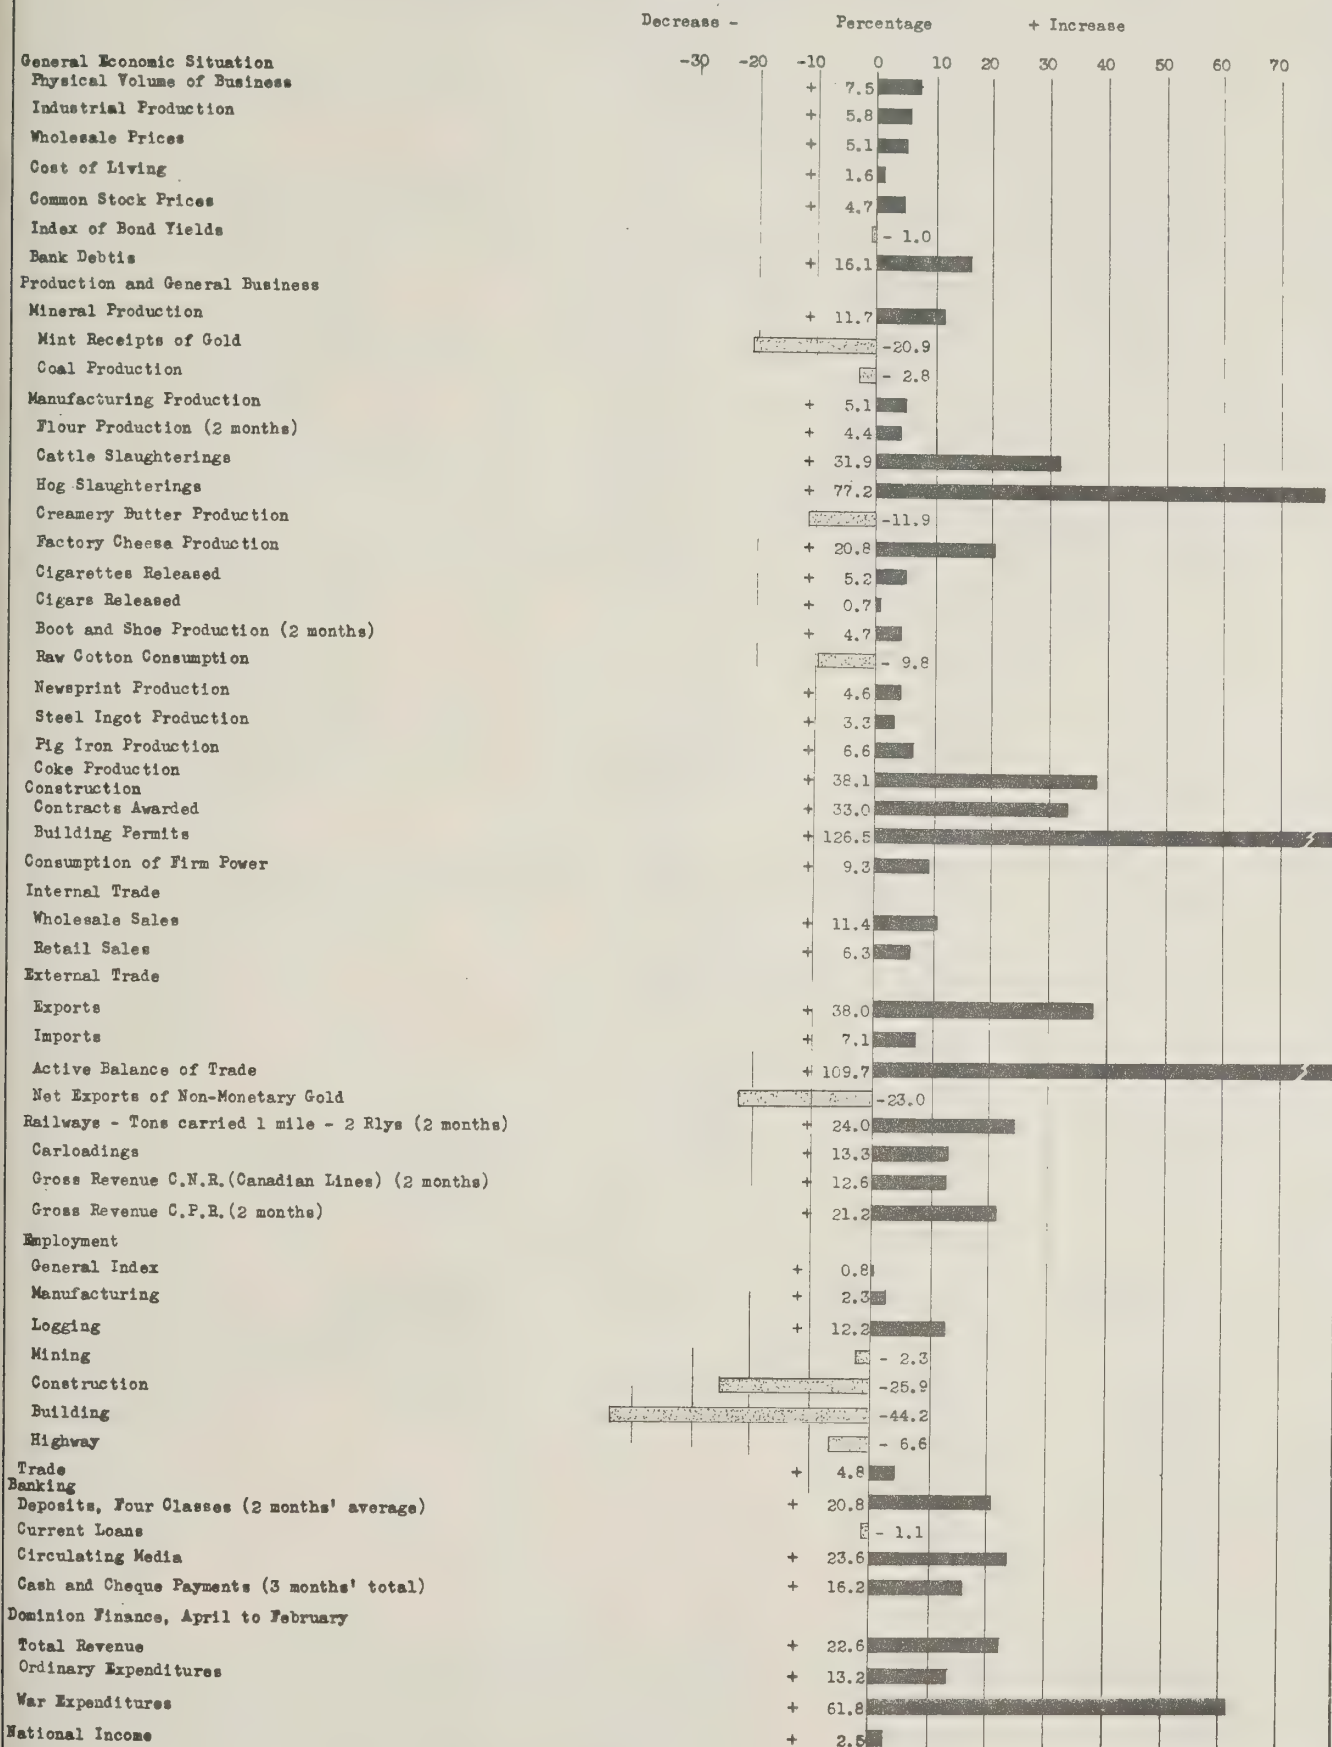 Decrease - Percentage + Increase
-30 -20 -10 0 10 20 30 40 50 60 70
General Economic Situation
Physical Volume of Business + 7.5
Industrial Production + 5.8
Wholesale Prices + 5.1
Cost of Living + 1.6
Common Stock Prices + 4.7
Index of Bond Yields - 1.0
Bank Debtis + 16.1
Production and General Business
Mineral Production + 11.7
Mint Receipts of Gold -20.9
Coal Production - 2.8
Manufacturing Production + 5.1
Flour Production (2 months) + 4.4
Cattle Slaughterings + 31.9
Hog Slaughterings + 77.2
Creamery Butter Production -11.9
Factory Cheese Production + 20.8
Cigarettes Released + 5.2
Cigars Released + 0.7
Boot and Shoe Production (2 months) + 4.7
Raw Cotton Consumption - 9.8
Newsprint Production + 4.6
Steel Ingot Production + 3.3
Pig Iron Production + 6.6
Coke Production + 38.1
Construction
Contracts Awarded + 33.0
Building Permits + 126.5
Consumption of Firm Power + 9.3
Internal Trade
Wholesale Sales + 11.4
Retail Sales + 6.3
External Trade
Exports + 38.0
Imports + 7.1
Active Balance of Trade + 109.7
Net Exports of Non-Monetary Gold -23.0
Railways - Tons carried 1 mile - 2 Rlys (2 months) + 24.0
Carloadings + 13.3
Gross Revenue C.N.R.(Canadian Lines) (2 months) + 12.6
Gross Revenue C.P.R.(2 months) + 21.2
Employment
General Index + 0.8
Manufacturing + 2.3
Logging + 12.2
Mining - 2.3
Construction -25.9
Building -44.2
Highway - 6.6
Trade + 4.8
Banking
Deposits, Four Classes (2 months' average) + 20.8
Current Loans - 1.1
Circulating Media + 23.6
Cash and Cheque Payments (3 months' total) + 16.2
Dominion Finance, April to February
Total Revenue + 22.6
Ordinary Expenditures + 13.2
War Expenditures + 61.8
National Income + 2.5